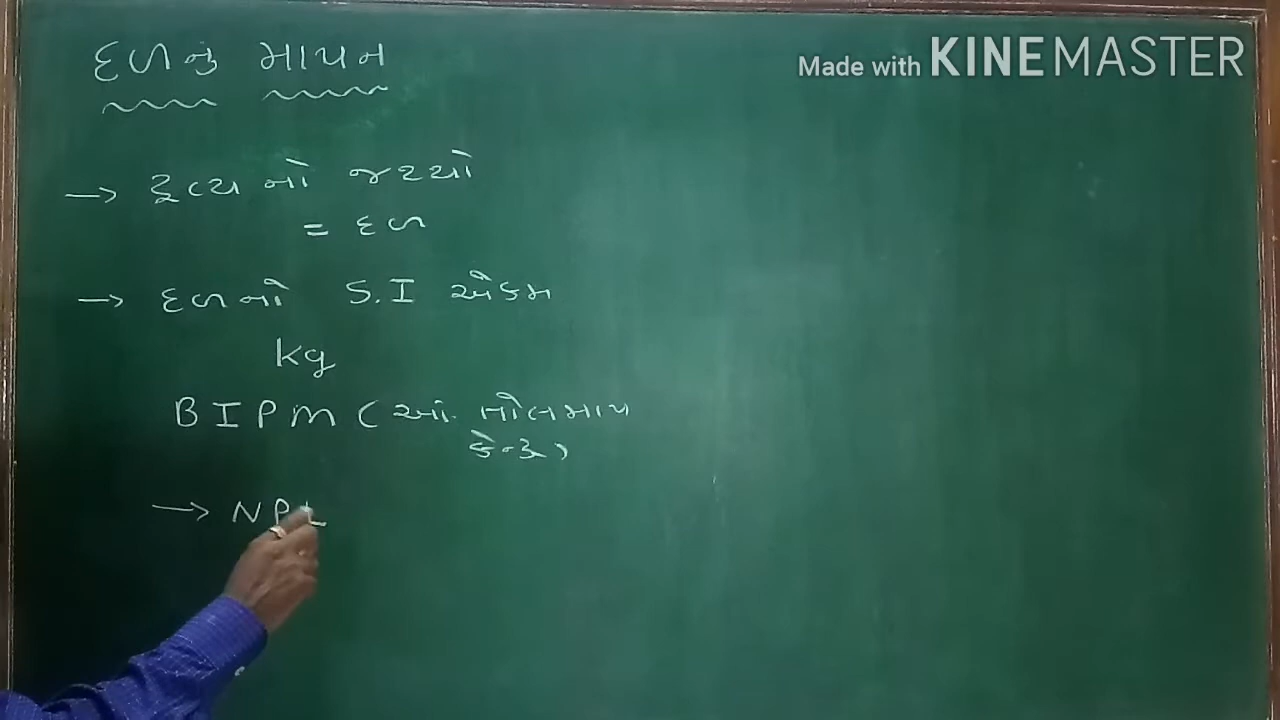 દળનું માપન
Made with KINEMASTER
→ દ્રવ્યનો જથ્થો
= દળ
→ દળનો S.I એકમ
kg
BIPM (આં. તોલમાપ
કેન્દ્ર)
→ NPL